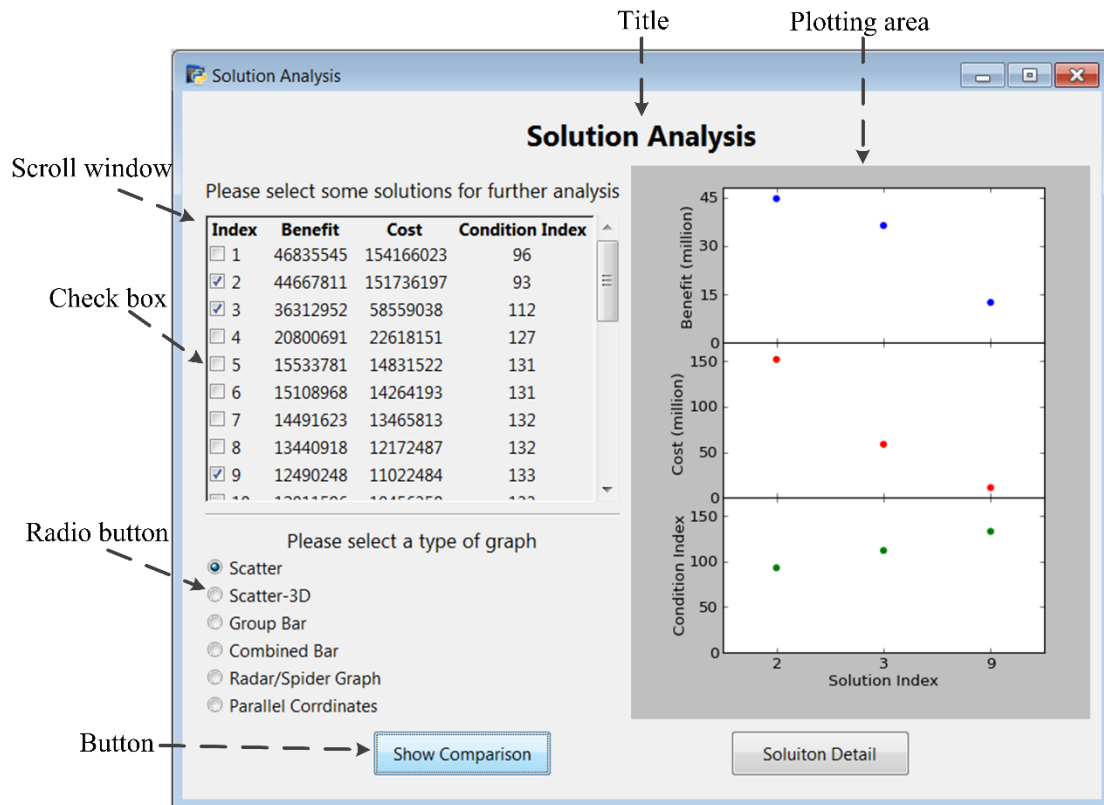 Title
Plotting area
Solution Analysis
Solution Analysis
Scroll window
Please select some solutions for further analysis
Index Benefit Cost Condition Index
1 46835545 154166023 96
2 44667811 151736197 93
Check box
3 36312952 58559038 112
4 20800691 22618151 127
5 15533781 14831522 131
6 15108968 14264193 131
7 14491623 13465813 132
8 13440918 12172487 132
9 12490248 11022484 133
Radio button
Please select a type of graph
Scatter
Scatter-3D
Group Bar
Combined Bar
Radar/Spider Graph
Parallel Corrdinates
Button
Show Comparison
45
30
15
0
Benefit (million)
150
100
50
0
Cost (million)
150
100
50
0
Condition Index
2 3 9
Solution Index
Soluiton Detail